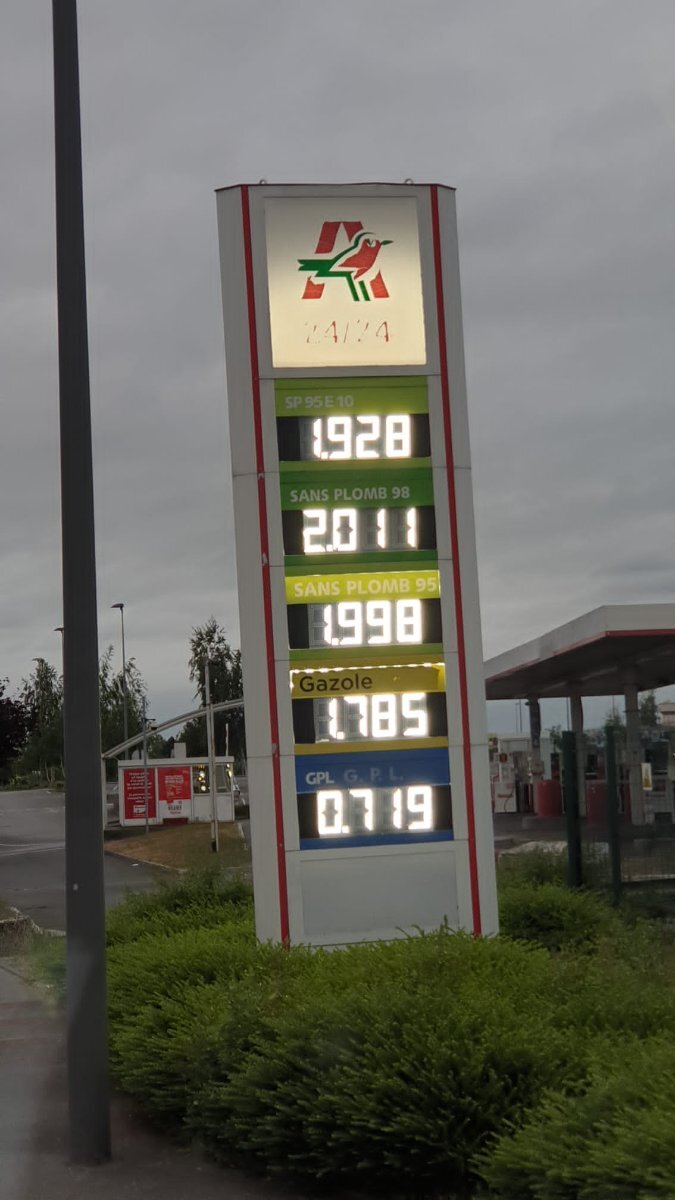 24/24
SP 95 E 10
1.928
SANS PLOMB 98
2.011
SANS PLOMB 95
1.998
Gazole
1.785
GPL G.P.L.
0.719